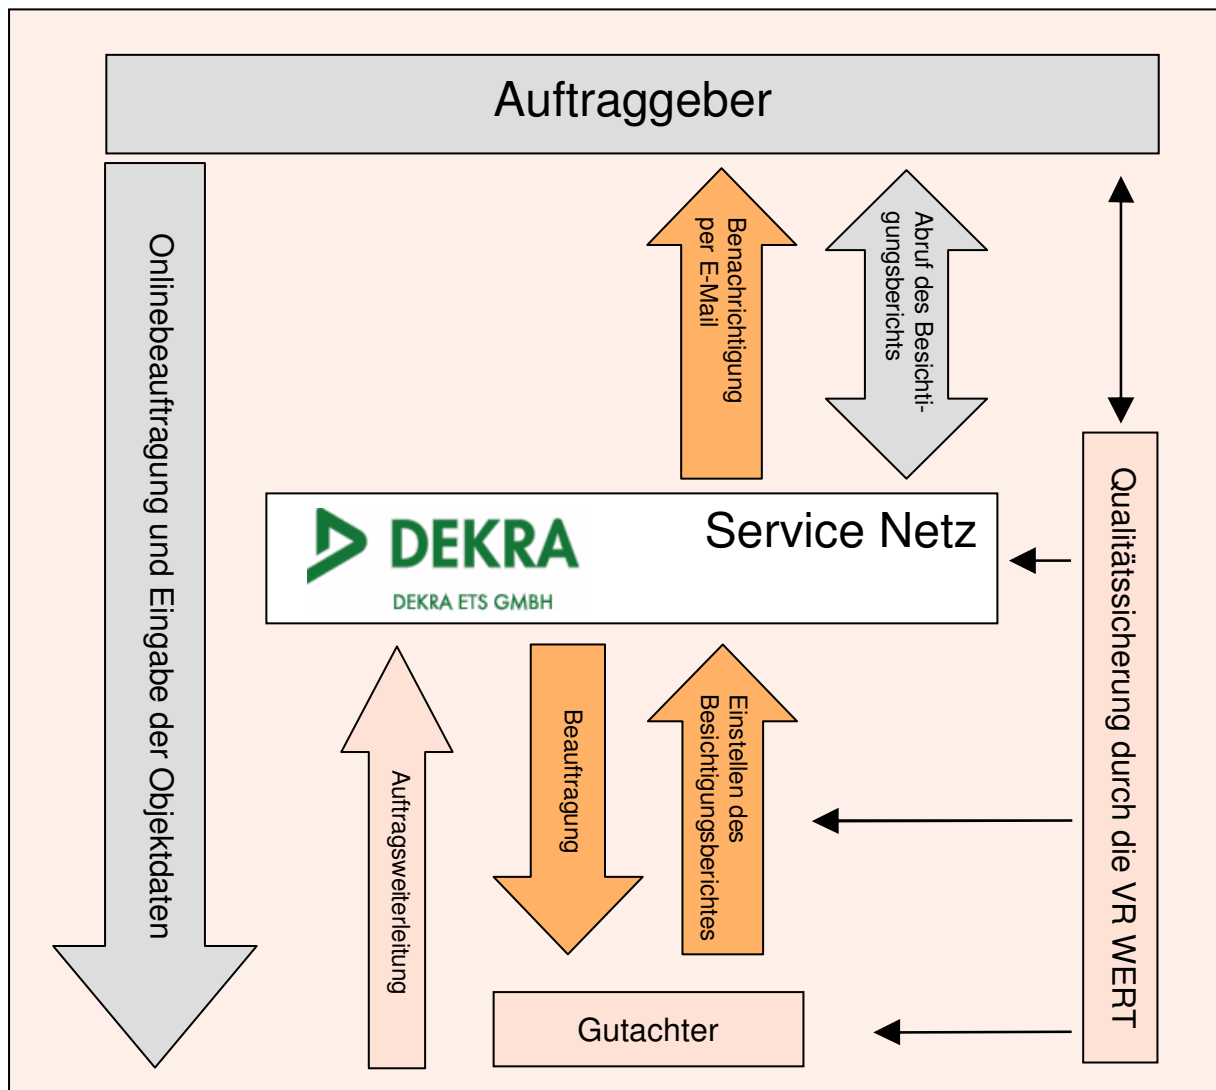 Auftraggeber
Onlinebeauftragung und Eingabe der Objektdaten
Benachrichtigung
per E-Mail
Abruf des Besichti-
gungsberichts
DEKRA
DEKRA ETS GMBH
Service Netz
Qualitätssicherung durch die VR WERT
Auftragsweiterleitung
Beauftragung
Einstellen des
Besichtigungsberichtes
Gutachter